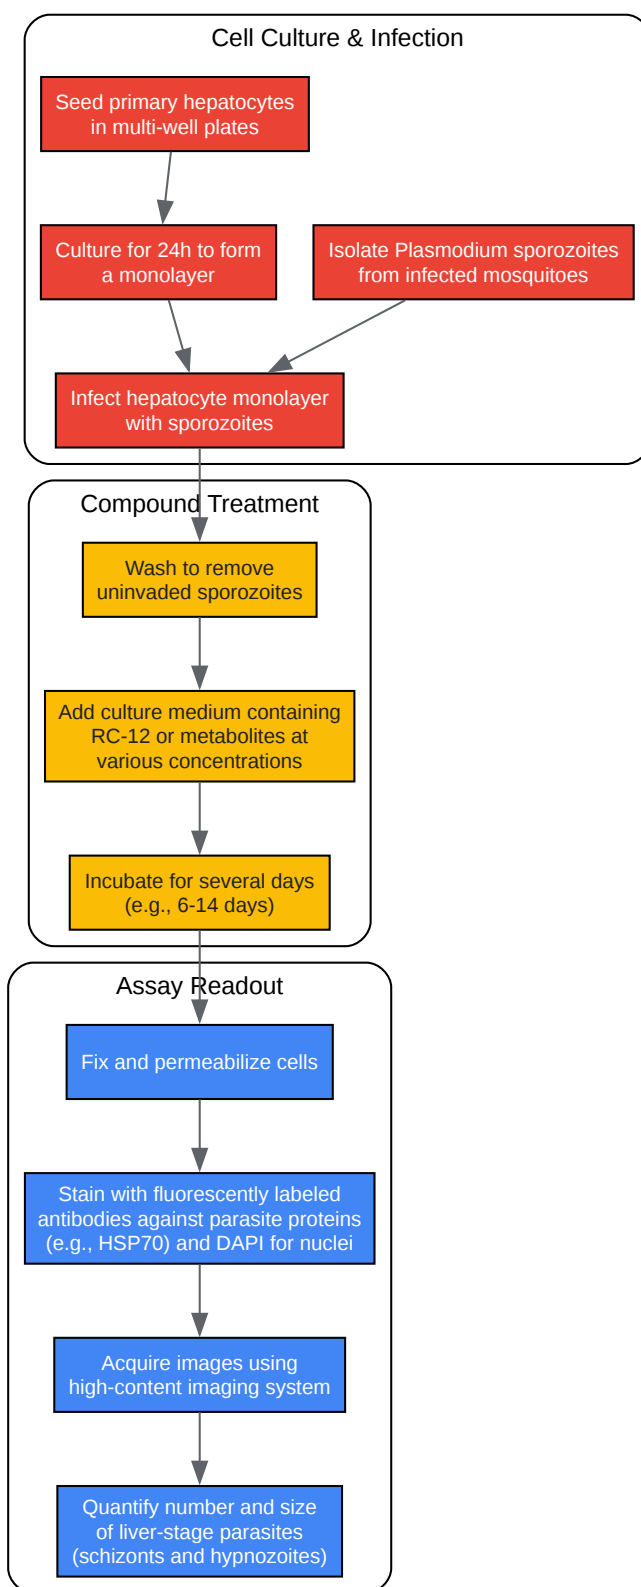 Cell Culture & Infection
Seed primary hepatocytes
in multi-well plates
Culture for 24h to form
a monolayer
Isolate Plasmodium sporozoites
from infected mosquitoes
Infect hepatocyte monolayer
with sporozoites
Compound Treatment
Wash to remove
uninvaded sporozoites
Add culture medium containing
RC-12 or metabolites at
various concentrations
Incubate for several days
(e.g., 6-14 days)
Assay Readout
Fix and permeabilize cells
Stain with fluorescently labeled
antibodies against parasite proteins
(e.g., HSP70) and DAPI for nuclei
Acquire images using
high-content imaging system
Quantify number and size
of liver-stage parasites
(schizonts and hypnozoites)